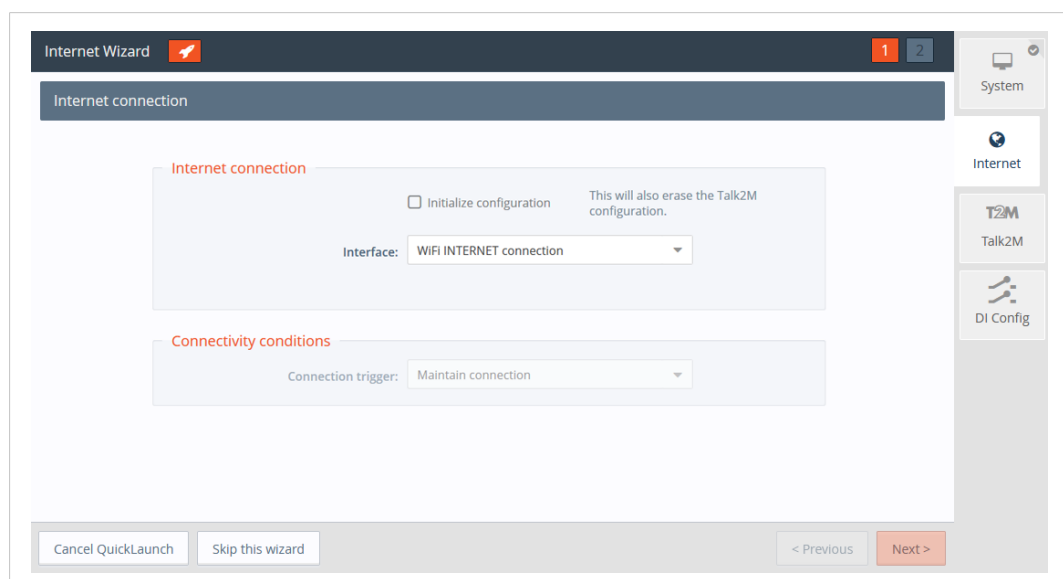 Internet Wizard
1 2
System
Internet connection
Internet
Internet connection
Initialize configuration
This will also erase the Talk2M
configuration.
T2M
Talk2M
Interface: WiFi INTERNET connection
DI Config
Connectivity conditions
Connection trigger: Maintain connection
Cancel QuickLaunch Skip this wizard < Previous Next >